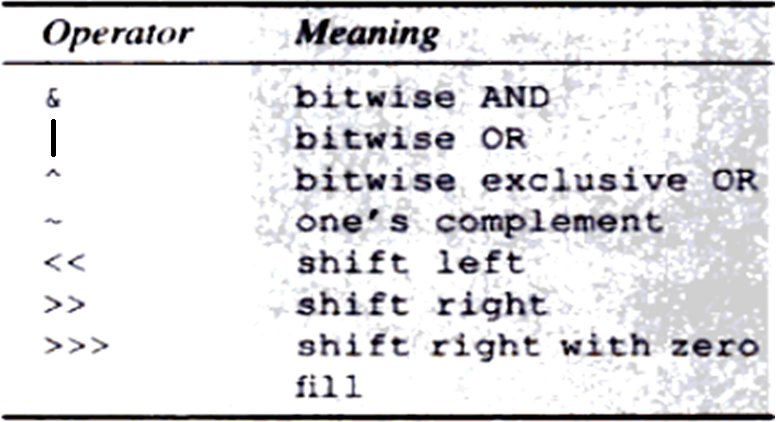 Operator Meaning
& bitwise AND
| bitwise OR
^ bitwise exclusive OR
~ one's complement
<< shift left
>> shift right
>>> shift right with zero
fill